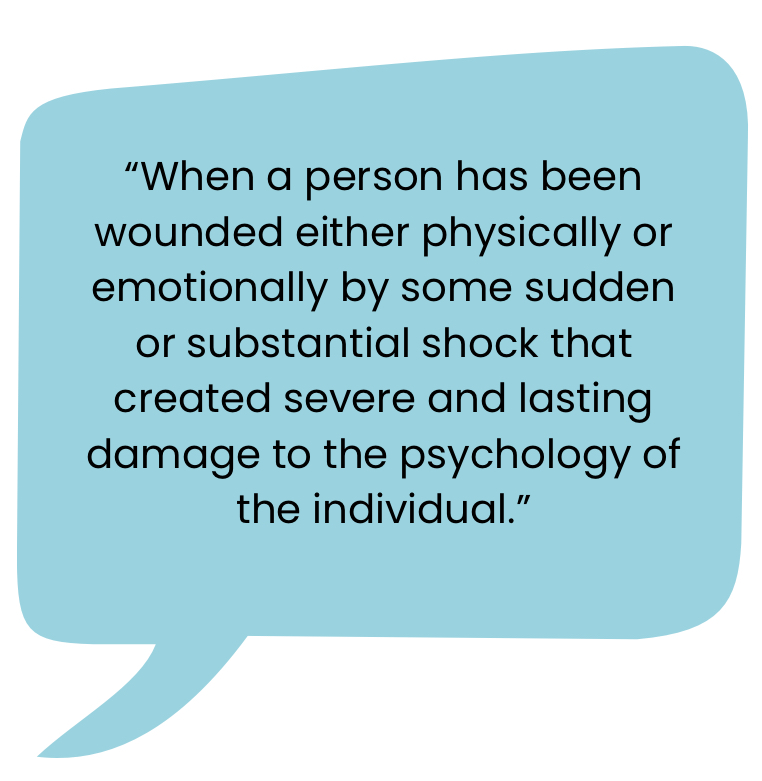 “When a person has been
wounded either physically or
emotionally by some sudden
or substantial shock that
created severe and lasting
damage to the psychology of
the individual.”